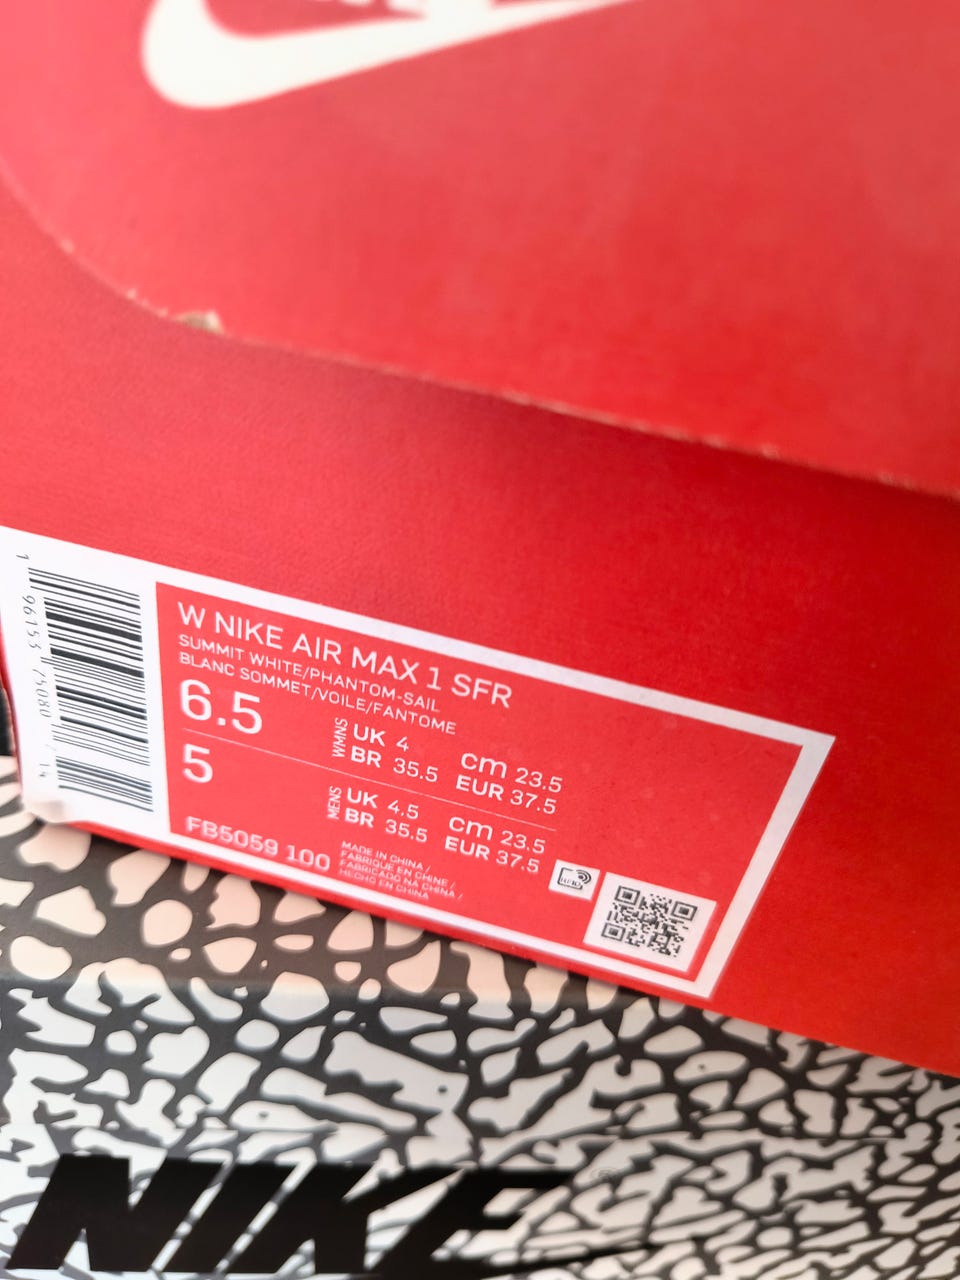 W NIKE AIR MAX 1 SFR
SUMMIT WHITE/PHANTOM-SAIL
BLANC SOMMET/VOILE/FANTOME
6.5
WMNS
UK 4
BR 35.5
cm 23.5
EUR 37.5
5
MENS
UK 4.5
BR 35.5
cm 23.5
EUR 37.5
FB5059 100
MADE IN CHINA /
FABRIQUE EN CHINE /
FABRICADO NA CHINA /
HECHO EN CHINA
NIKE